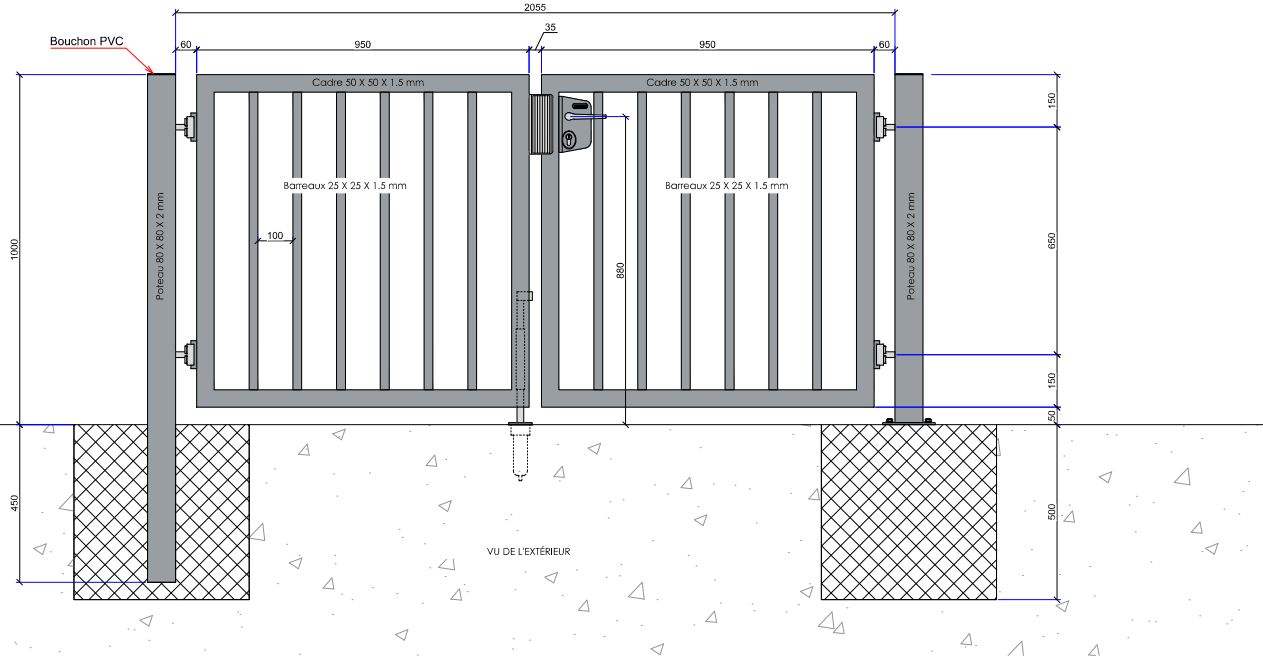 2055
35
Bouchon PVC
60
950
950
60
Cadre 50 X 50 X 1.5 mm
Cadre 50 X 50 X 1.5 mm
150
Barreaux 25 X 25 X 1.5 mm
Barreaux 25 X 25 X 1.5 mm
1000
Poteau 80 X 80 X 2 mm
100
880
Poteau 80 X 80 X 2 mm
650
150
50
450
500
VU DE L'EXTÉRIEUR